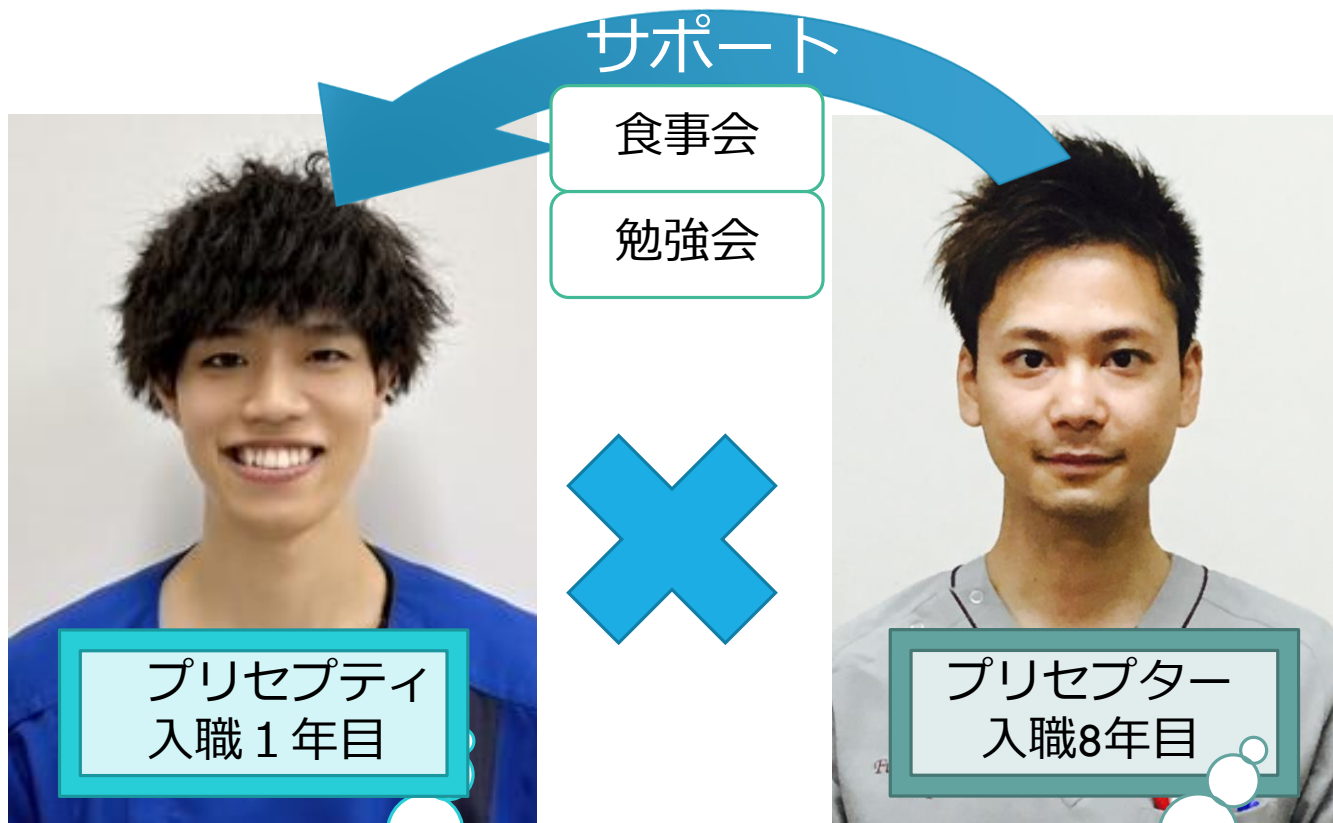 サポート
食事会
勉強会
プリセプティ
入職１年目
プリセプター
入職8年目